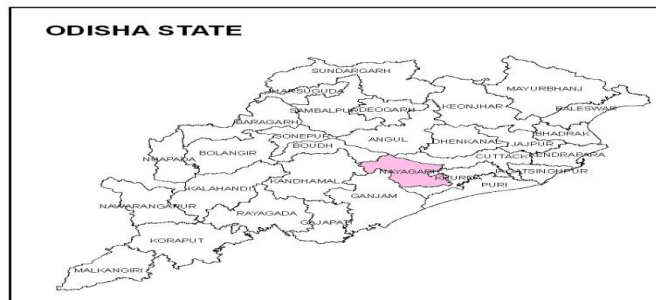 ODISHA STATE
SUNDARGARH
MAYURBHANJ
JHARSUGUDA
SAMBALPUR
DEOGARH
KEONJHAR
BALESWAR
BARAGARH
SONEPUR
ANGUL
DHENKANAL
BHADRAK
JAJPUR
BOLANGIR
BOUDH
CUTTACK
KENDRAPARA
NUAPADA
NAYAGARH
KHURDA
JAGATSINGHPUR
KANDHAMAL
PURI
KALAHANDI
GANJAM
NAWARANGPUR
RAYAGADA
GAJAPATI
KORAPUT
MALKANGIRI